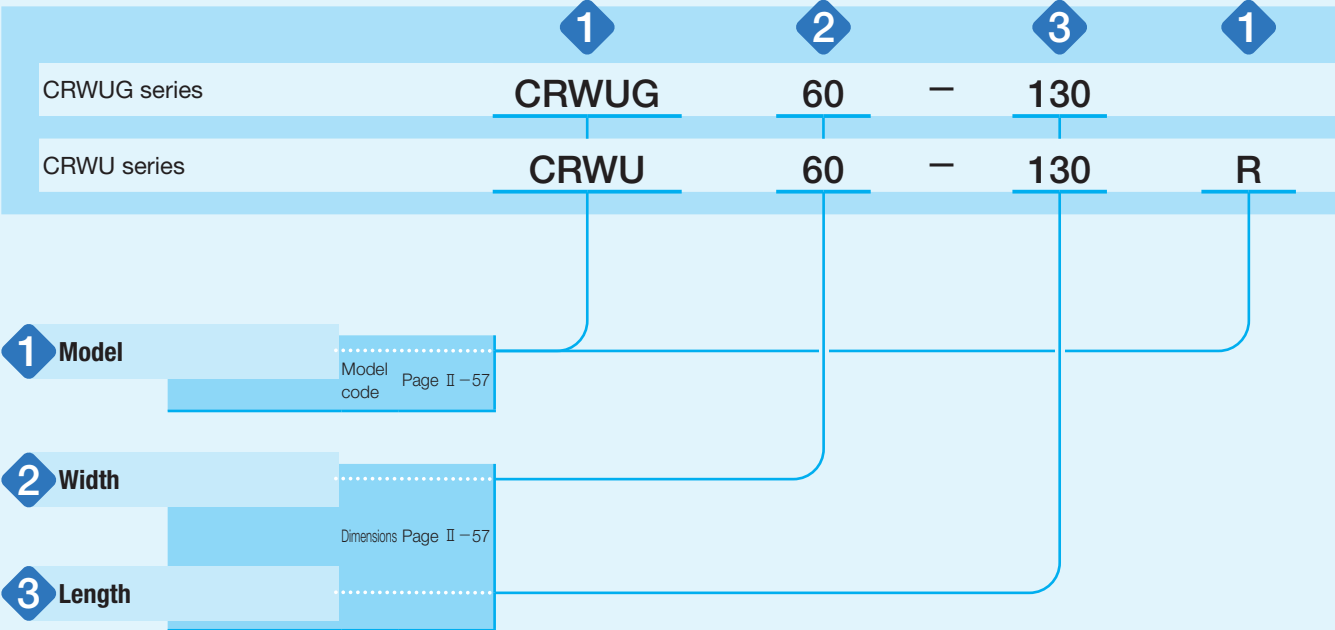 1 2 3 1
CRWUG series CRWUG 60 － 130
CRWU series CRWU 60 － 130 R
1 Model
Model code Page Ⅱ－57
2 Width
Dimensions Page Ⅱ－57
3 Length